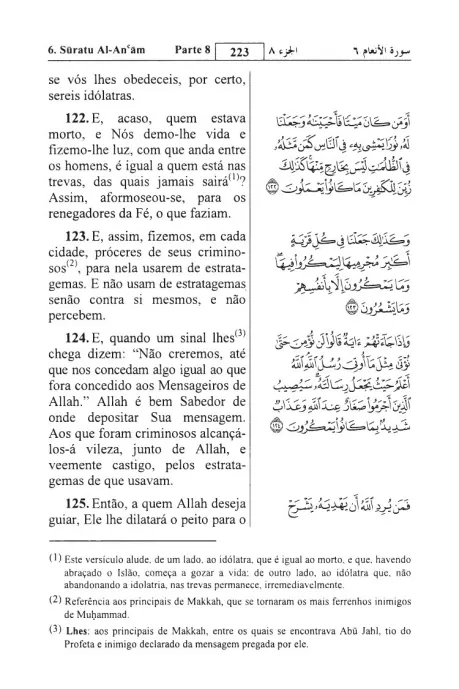 6. Sūratu Al-Anᶜām Parte 8 223 الجزء ٨ سورة الأنعام ٦
se vós lhes obedeceis, por certo,
sereis idólatras.
122. E, acaso, quem estava
morto, e Nós demo-lhe vida e
fizemo-lhe luz, com que anda entre
os homens, é igual a quem está nas
trevas, das quais jamais sairá(1)?
Assim, aformoseou-se, para os
renegadores da Fé, o que faziam.
123. E, assim, fizemos, em cada
cidade, próceres de seus crimino-
sos(2), para nela usarem de estrata-
gemas. E não usam de estratagemas
senão contra si mesmos, e não
percebem.
124. E, quando um sinal lhes(3)
chega dizem: “Não creremos, até
que nos concedam algo igual ao que
fora concedido aos Mensageiros de
Allah.” Allah é bem Sabedor de
onde depositar Sua mensagem.
Aos que foram criminosos alcançá-
los-á vileza, junto de Allah, e
veemente castigo, pelos estrata-
gemas de que usavam.
125. Então, a quem Allah deseja
guiar, Ele lhe dilatará o peito para o
أَوَمَن كَانَ مَيْتًا فَأَحْيَيْنَٰهُ وَجَعَلْنَا
لَهُۥ نُورًا يَمْشِى بِهِۦ فِى ٱلنَّاسِ كَمَن مَّثَلُهُۥ
فِى ٱلظُّلُمَٰتِ لَيْسَ بِخَارِجٍ مِّنْهَا كَذَٰلِكَ
زُيِّنَ لِلْكَٰفِرِينَ مَا كَانُوا۟ يَعْمَلُونَ ١٢٢
وَكَذَٰلِكَ جَعَلْنَا فِى كُلِّ قَرْيَةٍ
أَكَٰبِرَ مُجْرِمِيهَا لِيَمْكُرُوا۟ فِيهَا
وَمَا يَمْكُرُونَ إِلَّا بِأَنفُسِهِمْ
وَمَا يَشْعُرُونَ ١٢٣
وَإِذَا جَآءَتْهُمْ ءَايَةٌ قَالُوا۟ لَن نُّؤْمِنَ حَتَّىٰ
نُؤْتَىٰ مِثْلَ مَآ أُوتِىَ رُسُلُ ٱللَّهِ ٱللَّهُ
أَعْلَمُ حَيْثُ يَجْعَلُ رِسَالَتَهُۥ سَيُصِيبُ
ٱلَّذِينَ أَجْرَمُوا۟ صَغَارٌ عِندَ ٱللَّهِ وَعَذَابٌ
شَدِيدٌۢ بِمَا كَانُوا۟ يَمْكُرُونَ ١٢٤
فَمَن يُرِدِ ٱللَّهُ أَن يَهْدِيَهُۥ يَشْرَحْ
(1) Este versículo alude, de um lado, ao idólatra, que é igual ao morto, e que, havendo
abraçado o Islão, começa a gozar a vida; de outro lado, ao idólatra que, não
abandonando a idolatria, nas trevas permanece, irremediavelmente.
(2) Referência aos principais de Makkah, que se tornaram os mais ferrenhos inimigos
de Muḥammad.
(3) Lhes: aos principais de Makkah, entre os quais se encontrava Abū Jahl, tio do
Profeta e inimigo declarado da mensagem pregada por ele.